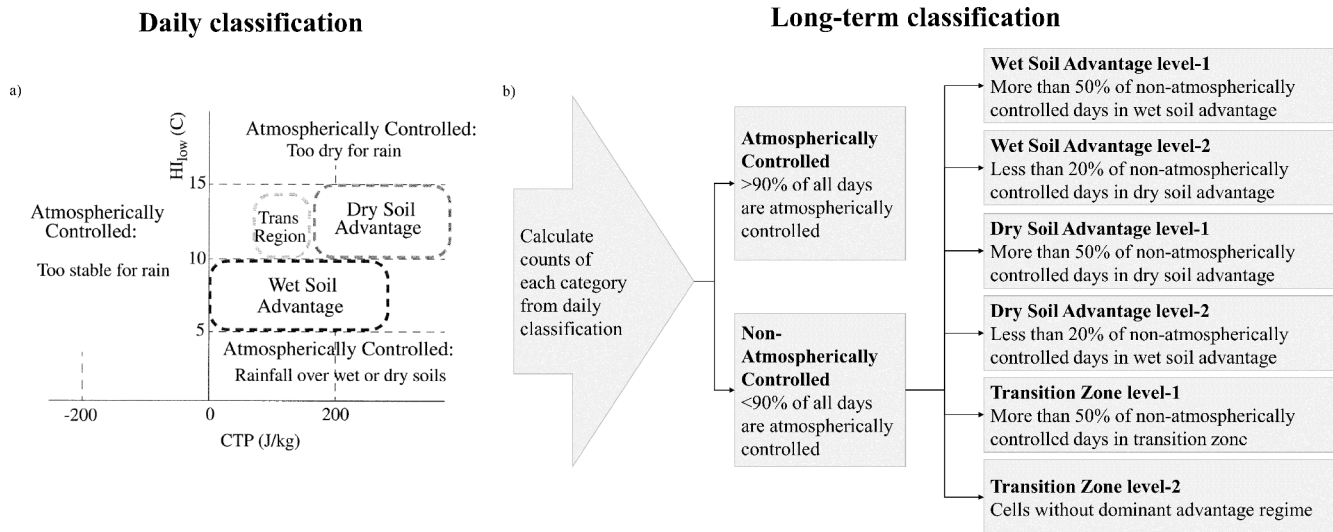 Daily classification
a)
HIlow (C)
15
10
5
-200
0
200
CTP (J/kg)
Atmospherically Controlled:
Too dry for rain
Atmospherically
Controlled:
Too stable for rain
Trans
Region
Dry Soil
Advantage
Wet Soil
Advantage
Atmospherically Controlled:
Rainfall over wet or dry soils
Long-term classification
b)
Calculate
counts of
each category
from daily
classification
Atmospherically
Controlled
>90% of all days
are atmospherically
controlled
Non-
Atmospherically
Controlled
<90% of all days
are atmospherically
controlled
Wet Soil Advantage level-1
More than 50% of non-atmospherically
controlled days in wet soil advantage
Wet Soil Advantage level-2
Less than 20% of non-atmospherically
controlled days in dry soil advantage
Dry Soil Advantage level-1
More than 50% of non-atmospherically
controlled days in dry soil advantage
Dry Soil Advantage level-2
Less than 20% of non-atmospherically
controlled days in wet soil advantage
Transition Zone level-1
More than 50% of non-atmospherically
controlled days in transition zone
Transition Zone level-2
Cells without dominant advantage regime